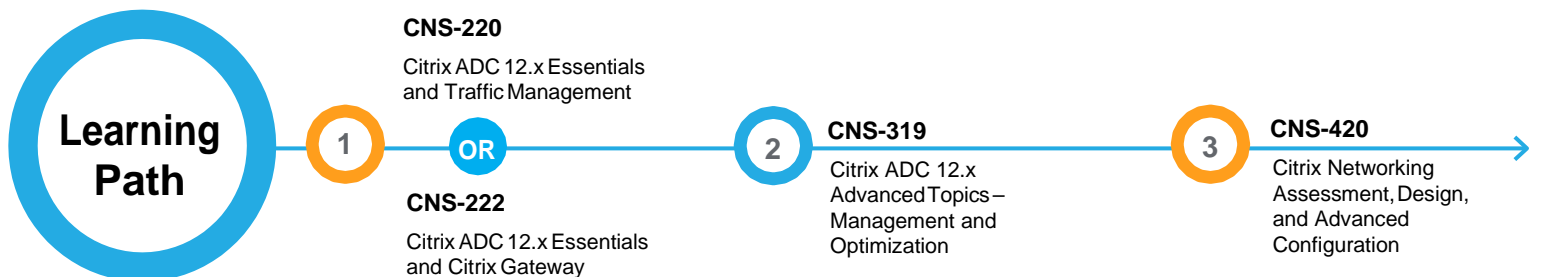 Learning
Path
1
CNS-220
Citrix ADC 12.x Essentials
and Traffic Management
OR
CNS-222
Citrix ADC 12.x Essentials
and Citrix Gateway
2
CNS-319
Citrix ADC 12.x
Advanced Topics –
Management and
Optimization
3
CNS-420
Citrix Networking
Assessment, Design,
and Advanced
Configuration